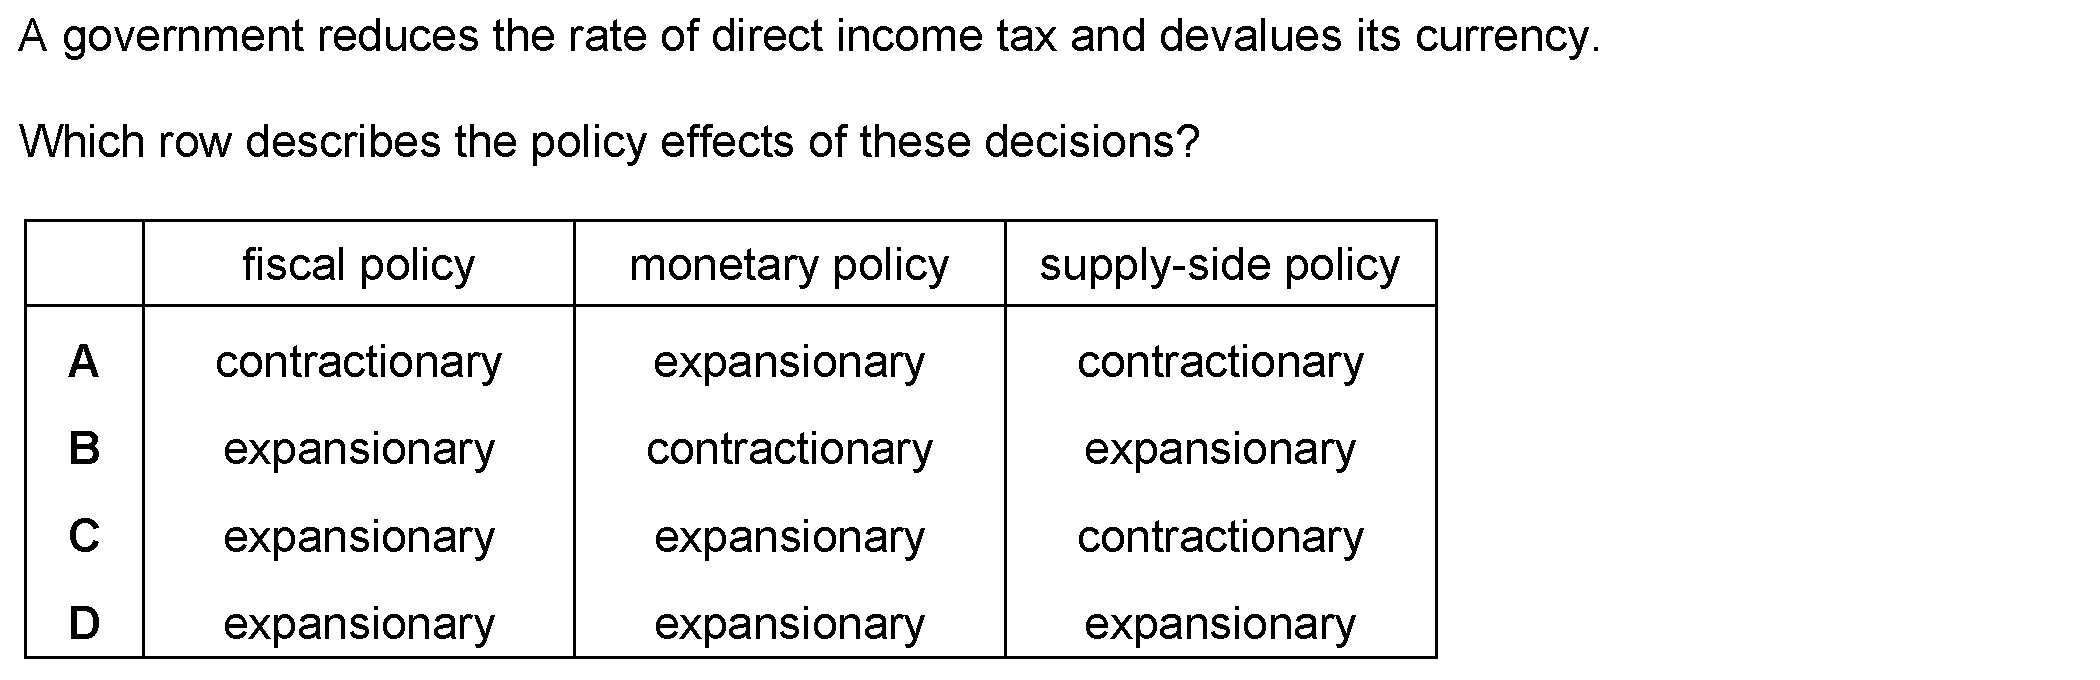 A government reduces the rate of direct income tax and devalues its currency.
Which row describes the policy effects of these decisions?
fiscal policy monetary policy supply-side policy
A contractionary expansionary contractionary
B expansionary contractionary expansionary
C expansionary expansionary contractionary
D expansionary expansionary expansionary